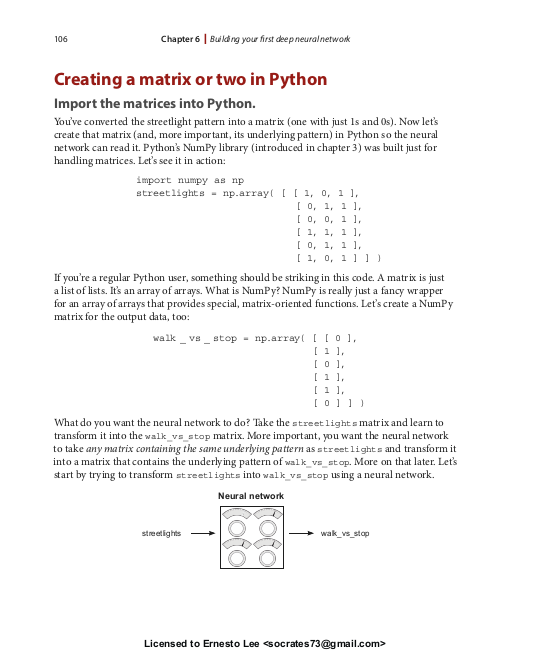 106
Chapter 6 | Building your first deep neural network
Creating a matrix or two in Python
Import the matrices into Python.
You've converted the streetlight pattern into a matrix (one with just 1s and 0s). Now let's
create that matrix (and, more important, its underlying pattern) in Python so the neural
network can read it. Python's NumPy library (introduced in chapter 3) was built just for
handling matrices. Let's see it in action:
import numpy as np
streetlights = np.array( [ [ 1, 0, 1 ],
[ 0, 1, 1 ],
[ 0, 0, 1 ],
[ 1, 1, 1 ],
[ 0, 1, 1 ],
[ 1, 0, 1 ] ] )
If you're a regular Python user, something should be striking in this code. A matrix is just
a list of lists. It's an array of arrays. What is NumPy? NumPy is really just a fancy wrapper
for an array of arrays that provides special, matrix-oriented functions. Let's create a NumPy
matrix for the output data, too:
walk_vs_stop = np.array( [ [ 0 ],
[ 1 ],
[ 0 ],
[ 1 ],
[ 1 ],
[ 0 ] ] )
What do you want the neural network to do? Take the streetlights matrix and learn to
transform it into the walk_vs_stop matrix. More important, you want the neural network
to take any matrix containing the same underlying pattern as streetlights and transform it
into a matrix that contains the underlying pattern of walk_vs_stop. More on that later. Let's
start by trying to transform streetlights into walk_vs_stop using a neural network.
Neural network
streetlights
walk_vs_stop
Licensed to Ernesto Lee <socrates73@gmail.com>